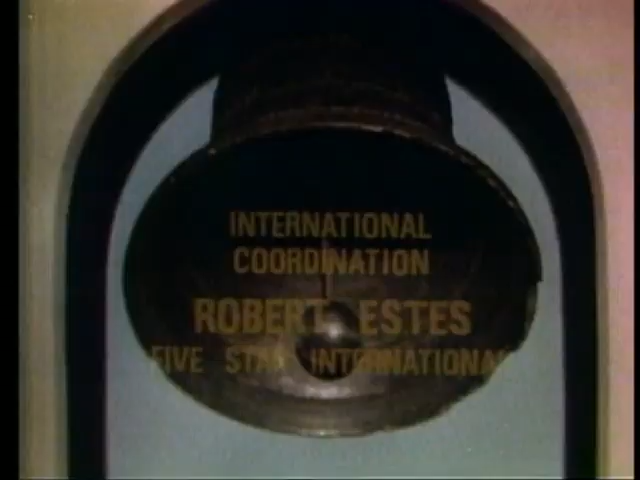 INTERNATIONAL
COORDINATION
ROBERT ESTES
FIVE STAR INTERNATIONAL